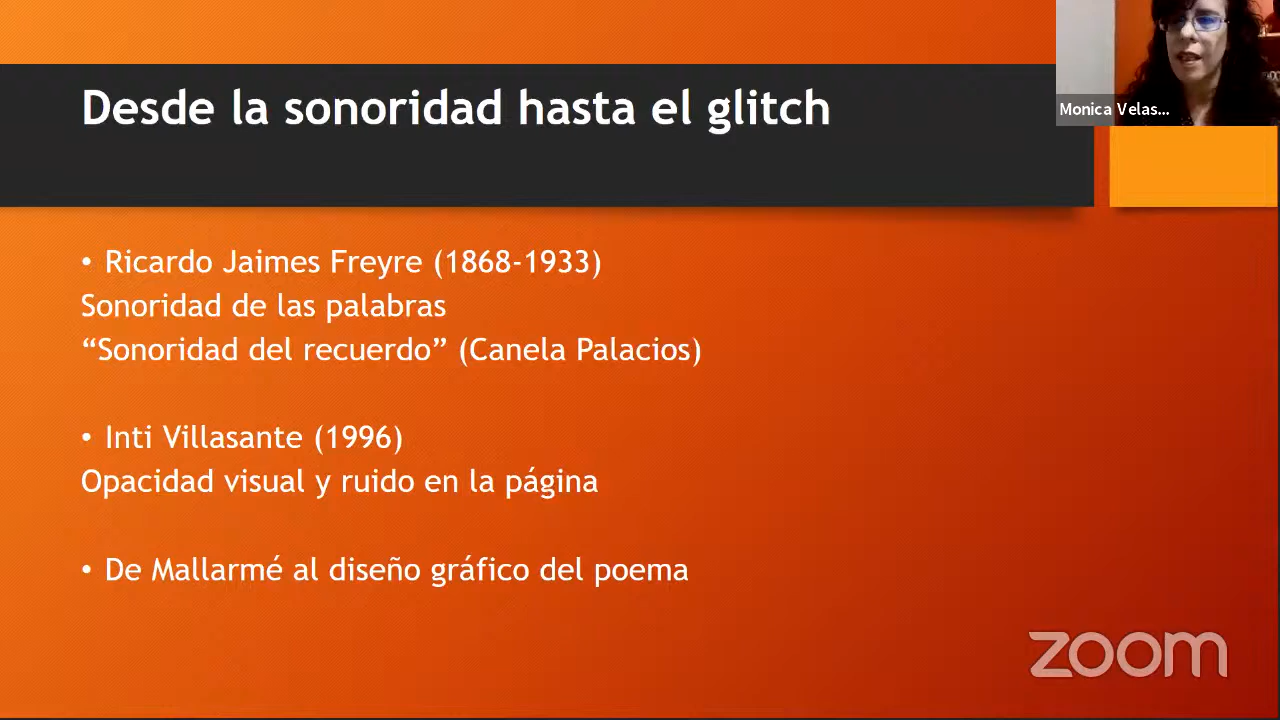 Desde la sonoridad hasta el glitch
Monica Velas...
• Ricardo Jaimes Freyre (1868-1933)
Sonoridad de las palabras
“Sonoridad del recuerdo” (Canela Palacios)
• Inti Villasante (1996)
Opacidad visual y ruido en la página
• De Mallarmé al diseño gráfico del poema
zoom